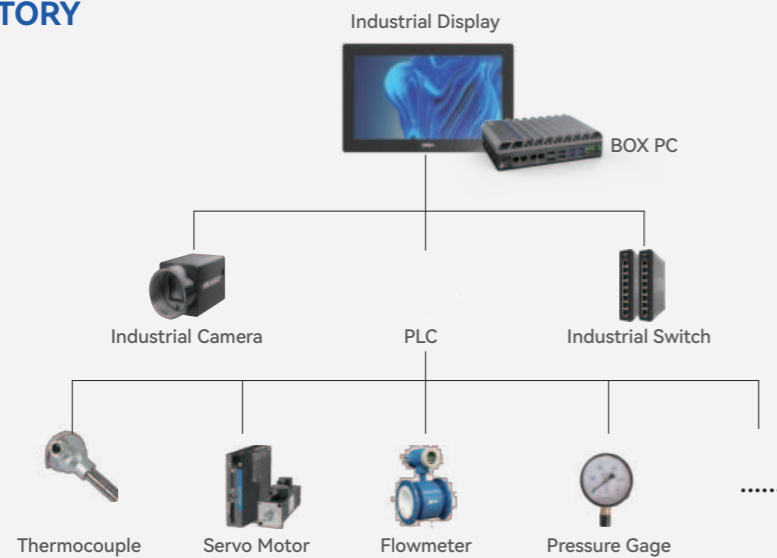 TORY
Industrial Display
BOX PC
Industrial Camera
PLC
Industrial Switch
Thermocouple
Servo Motor
Flowmeter
Pressure Gage
......